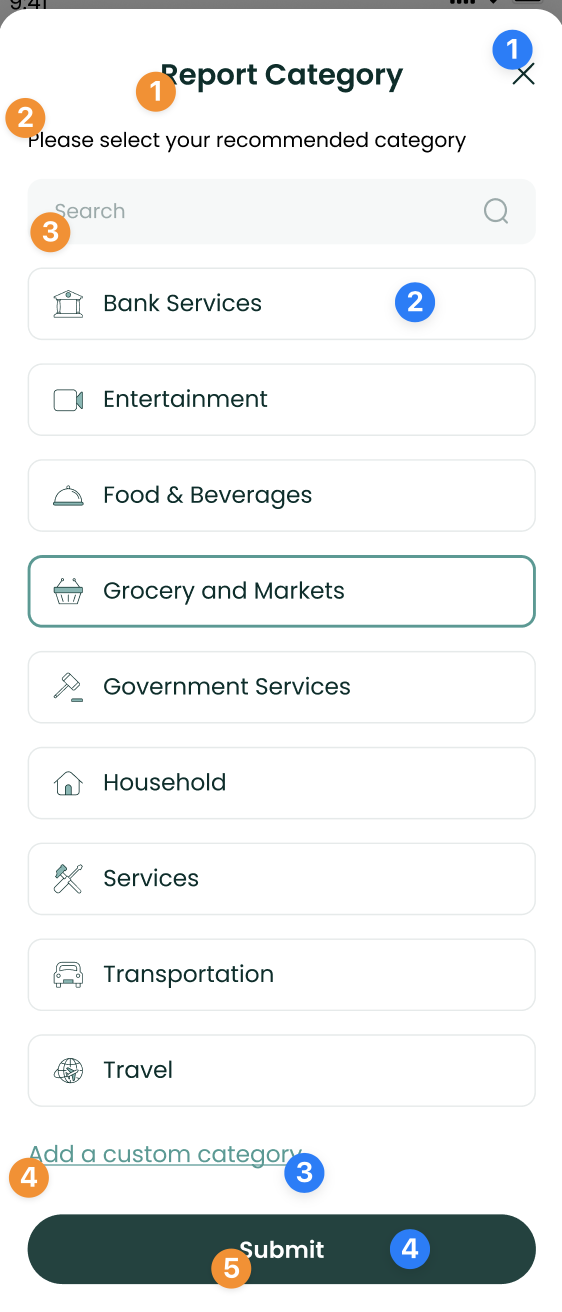 9:41
1
Report Category
1
2
Please select your recommended category
Search
3
Bank Services
2
Entertainment
Food & Beverages
Grocery and Markets
Government Services
Household
Services
Transportation
Travel
Add a custom category
3
4
Submit
4
5